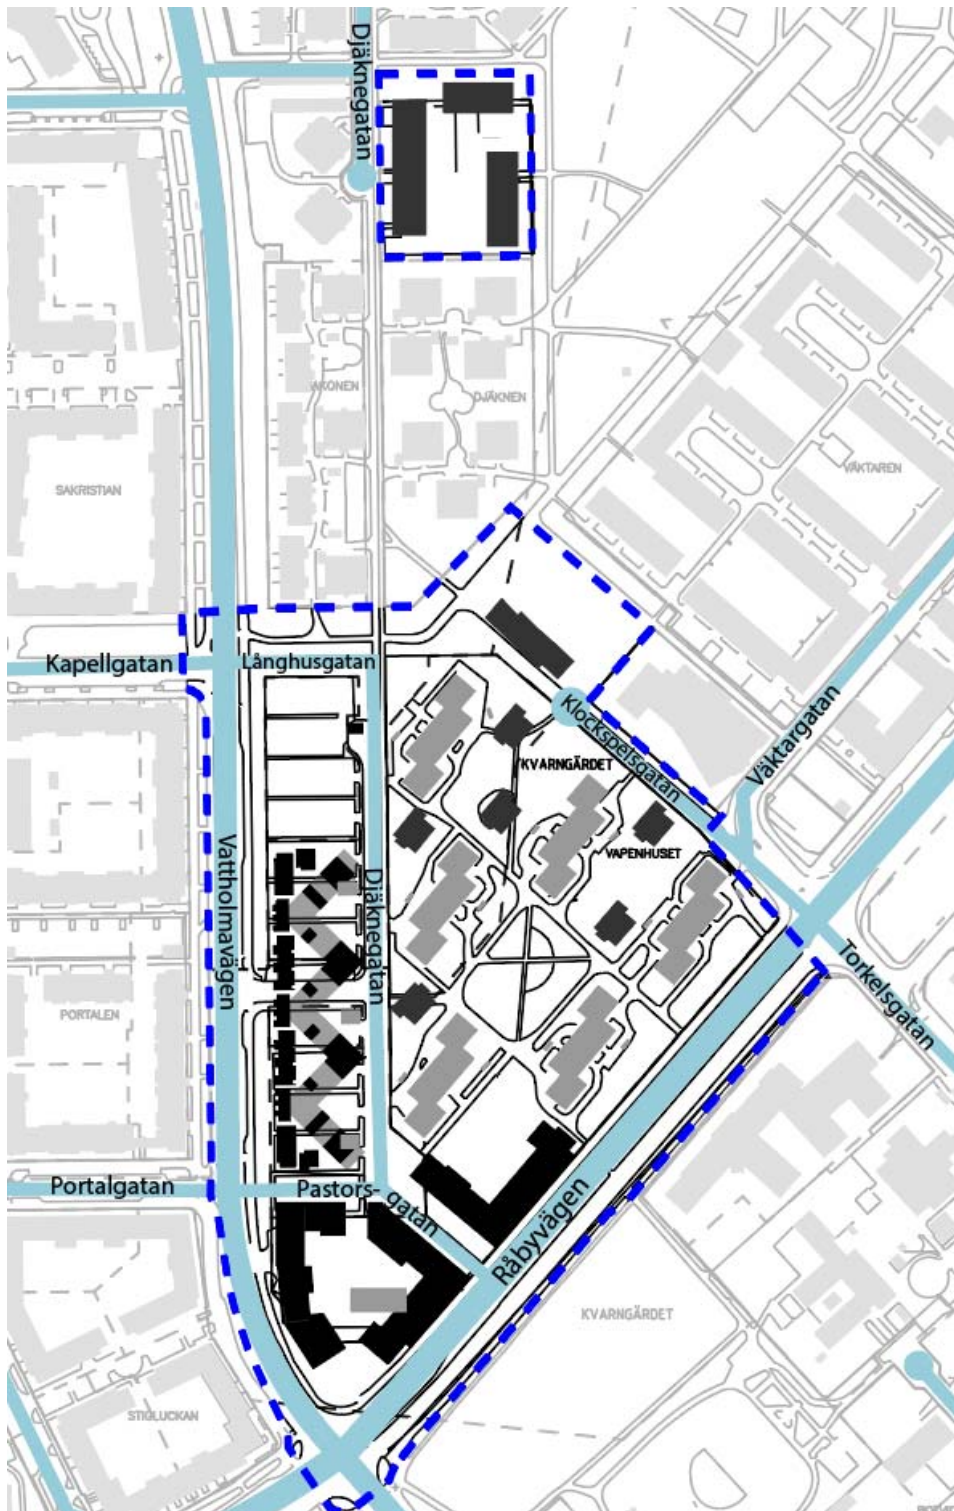 Djäknegatan
AKONEN
DJÄKNEN
SAKRISTIAN
VÄKTAREN
Kapellgatan
Långhusgatan
Klockspelsgatan
Väktargatan
KVARNGÄRDET
VAPENHUSET
Vattholmavägen
Djäknegatan
Torkelsgatan
PORTALEN
Portalgatan
Pastors-
gatan
Råbyvägen
KVARNGÄRDET
STIGLUCKAN